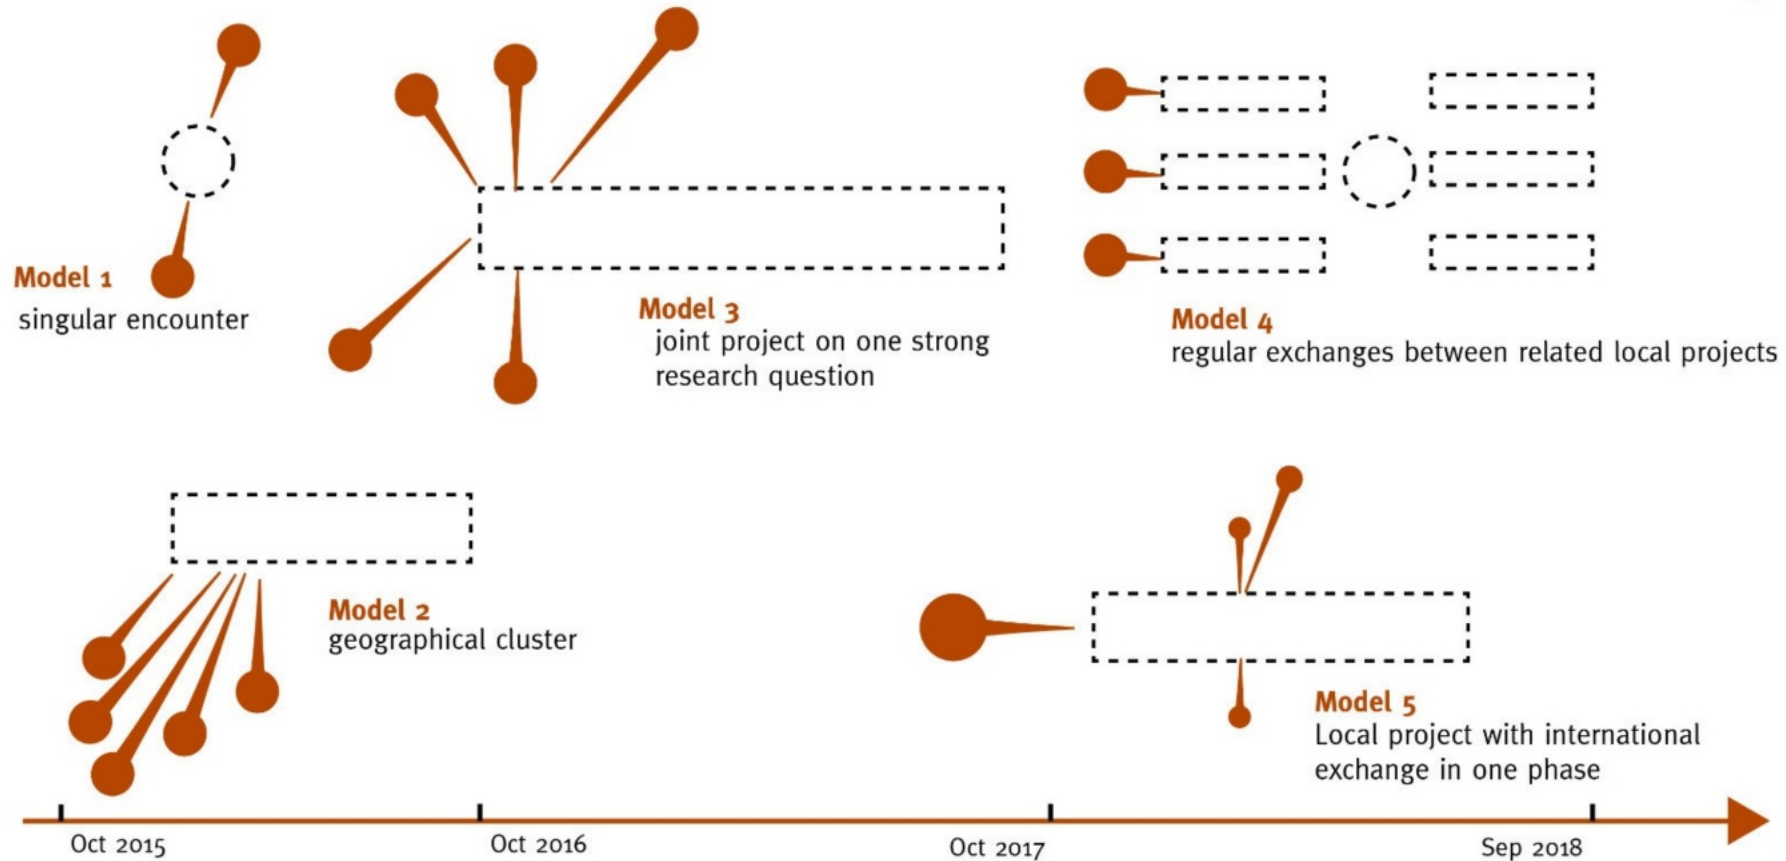 Model 1
singular encounter
Model 3
joint project on one strong
research question
Model 4
regular exchanges between related local projects
Model 2
geographical cluster
Model 5
Local project with international
exchange in one phase
Oct 2015
Oct 2016
Oct 2017
Sep 2018